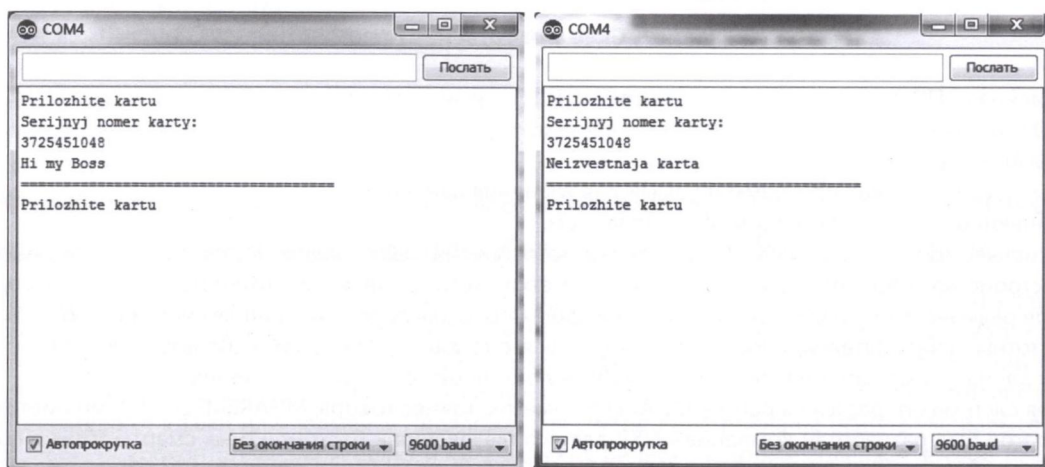 COM4
Послать
Prilozhite kartu
Serijnyj nomer karty:
3725451048
Hi my Boss
=====================================
Prilozhite kartu
Автопрокрутка
Без окончания строки
9600 baud
COM4
Послать
Prilozhite kartu
Serijnyj nomer karty:
3725451048
Neizvestnaja karta
=====================================
Prilozhite kartu
Автопрокрутка
Без окончания строки
9600 baud